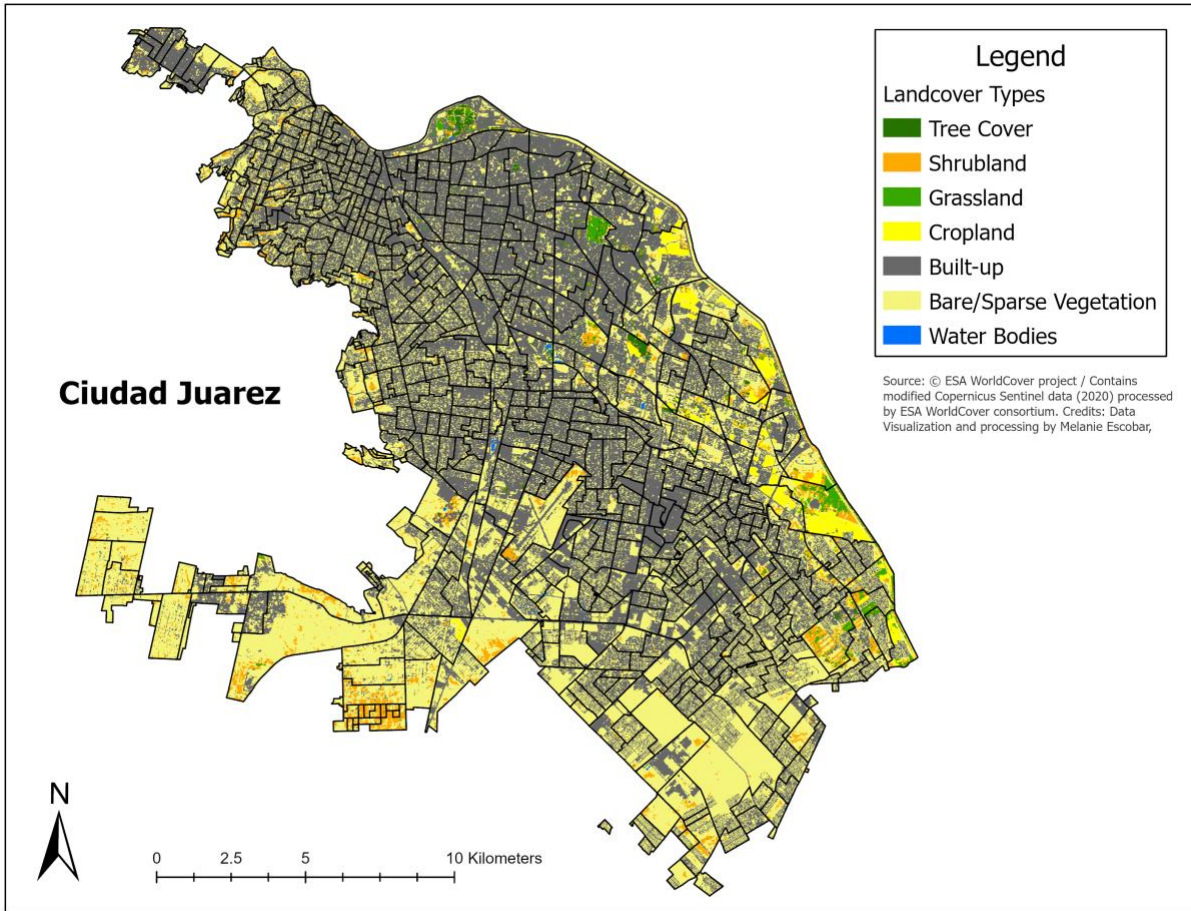 Legend
Landcover Types
Tree Cover
Shrubland
Grassland
Cropland
Built-up
Bare/Sparse Vegetation
Water Bodies
Source: © ESA WorldCover project / Contains
modified Copernicus Sentinel data (2020) processed
by ESA WorldCover consortium. Credits: Data
Visualization and processing by Melanie Escobar,
Ciudad Juarez
N
0 2.5 5 10 Kilometers